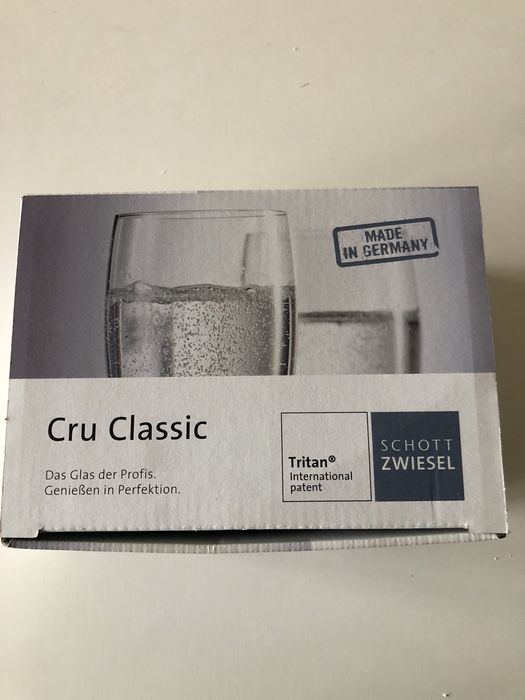 MADE
IN GERMANY
Cru Classic
Das Glas der Profis.
Genießen in Perfektion.
Tritan®
International
patent
SCHOTT
ZWIESEL